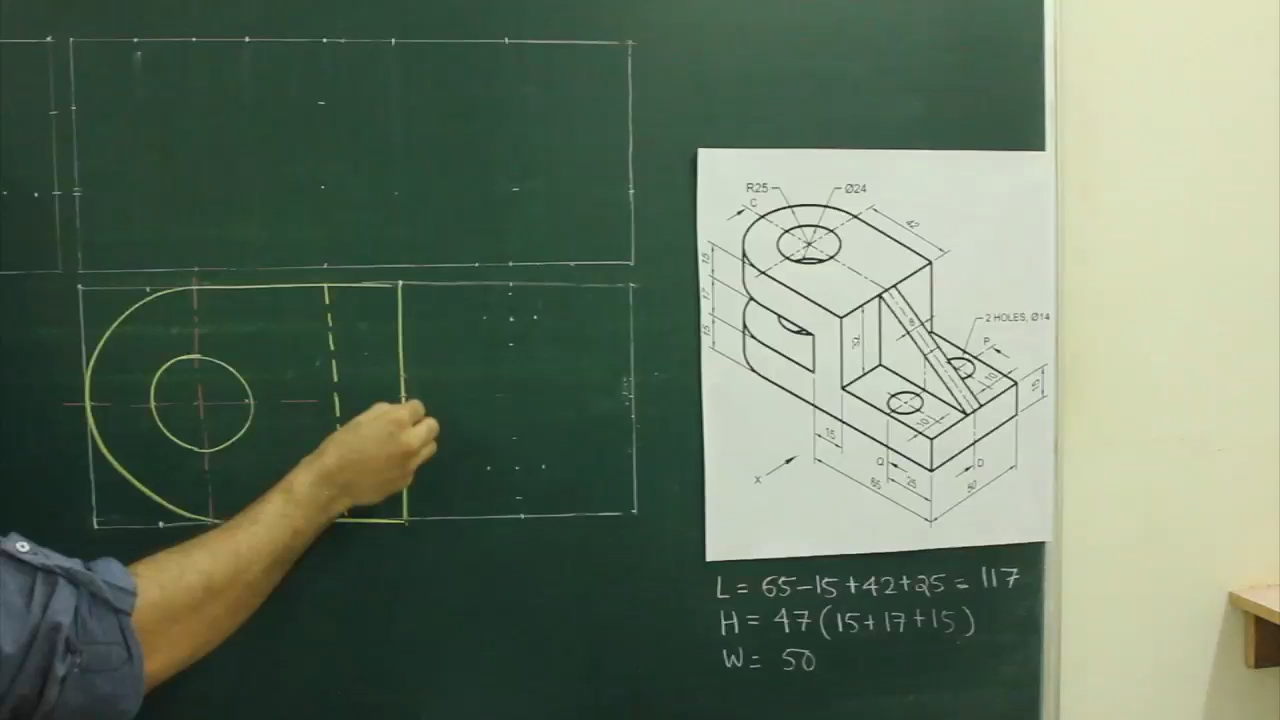 R25
Ø24
C
42
15
17
15
32
8
2 HOLES, Ø14
P
10
15
10
15
X
Q
D
25
65
50
L = 65-15+42+25 = 117
H = 47 (15+17+15)
W = 50